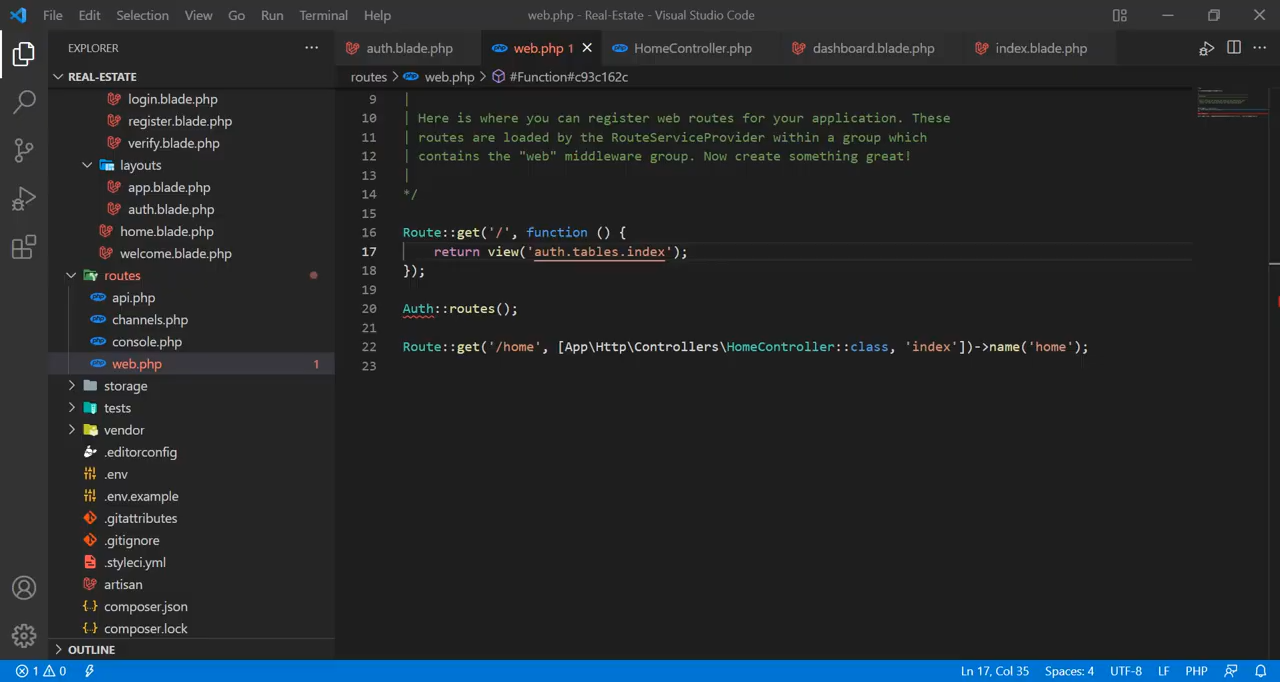 File Edit Selection View Go Run Terminal Help web.php - Real-Estate - Visual Studio Code
EXPLORER ···
auth.blade.php web.php 1 HomeController.php dashboard.blade.php index.blade.php ···
REAL-ESTATE
routes > web.php > #Function#c93c162c
login.blade.php
register.blade.php
verify.blade.php
layouts
app.blade.php
auth.blade.php
home.blade.php
welcome.blade.php
routes
api.php
channels.php
console.php
web.php 1
storage
tests
vendor
.editorconfig
.env
.env.example
.gitattributes
.gitignore
.styleci.yml
artisan
composer.json
composer.lock
OUTLINE
9 |
10 | Here is where you can register web routes for your application. These
11 | routes are loaded by the RouteServiceProvider within a group which
12 | contains the "web" middleware group. Now create something great!
13 |
14 */
15
16 Route::get('/', function () {
17 return view('auth.tables.index');
18 });
19
20 Auth::routes();
21
22 Route::get('/home', [App\Http\Controllers\HomeController::class, 'index'])->name('home');
23
1 0 Ln 17, Col 35 Spaces: 4 UTF-8 LF PHP